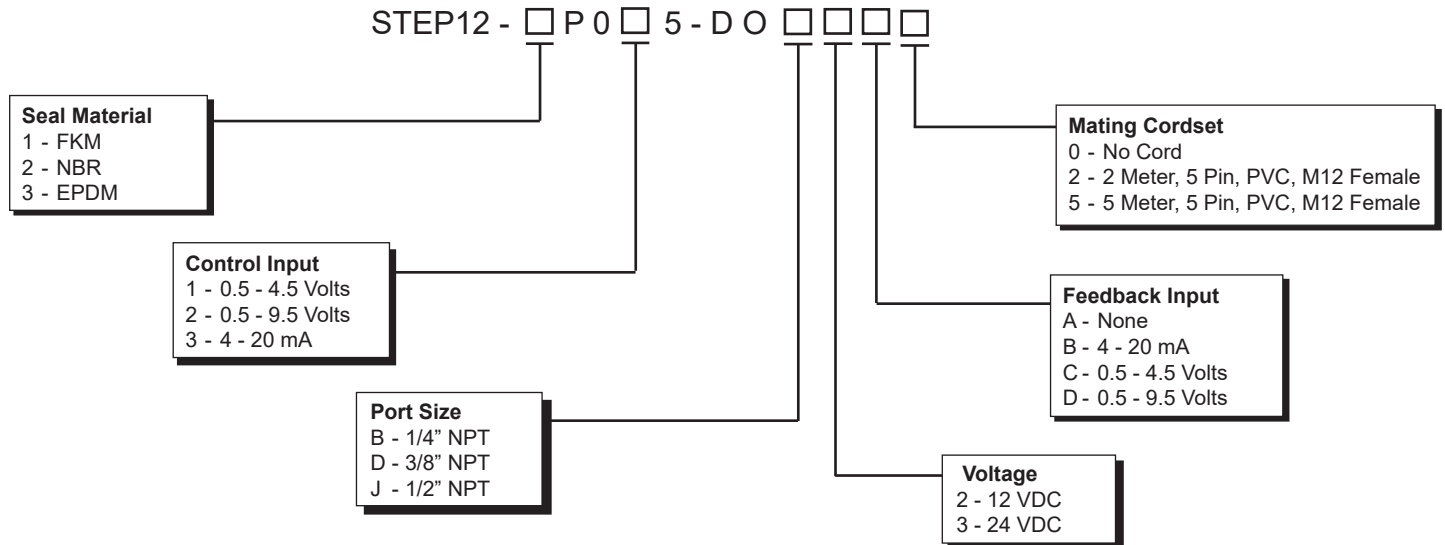 STEP12 - □ P 0 □ 5 - D O □ □ □ □
Seal Material
1 - FKM
2 - NBR
3 - EPDM
Mating Cordset
0 - No Cord
2 - 2 Meter, 5 Pin, PVC, M12 Female
5 - 5 Meter, 5 Pin, PVC, M12 Female
Control Input
1 - 0.5 - 4.5 Volts
2 - 0.5 - 9.5 Volts
3 - 4 - 20 mA
Feedback Input
A - None
B - 4 - 20 mA
C - 0.5 - 4.5 Volts
D - 0.5 - 9.5 Volts
Port Size
B - 1/4” NPT
D - 3/8” NPT
J - 1/2” NPT
Voltage
2 - 12 VDC
3 - 24 VDC